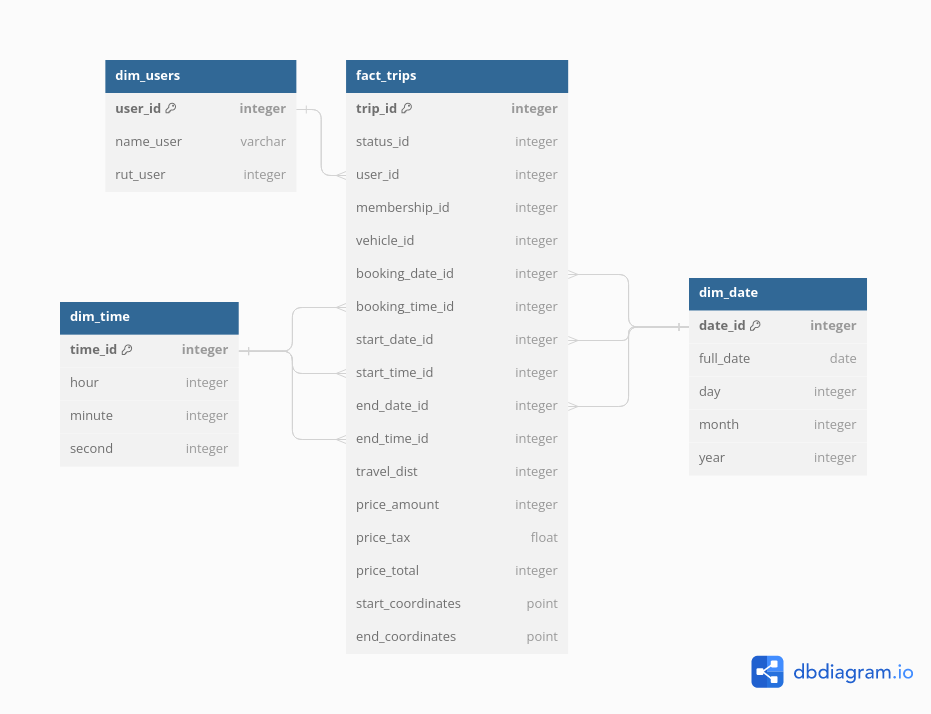 dim_users
user_id integer
name_user varchar
rut_user integer
fact_trips
trip_id integer
status_id integer
user_id integer
membership_id integer
vehicle_id integer
booking_date_id integer
booking_time_id integer
start_date_id integer
start_time_id integer
end_date_id integer
end_time_id integer
travel_dist integer
price_amount integer
price_tax float
price_total integer
start_coordinates point
end_coordinates point
dim_time
time_id integer
hour integer
minute integer
second integer
dim_date
date_id integer
full_date date
day integer
month integer
year integer
dbdiagram.io